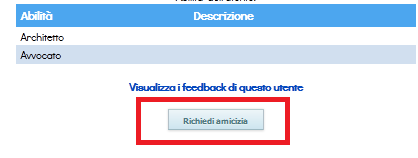 Abilità Descrizione
Architetto
Avvocato
Visualizza i feedback di questo utente
Richiedi amicizia